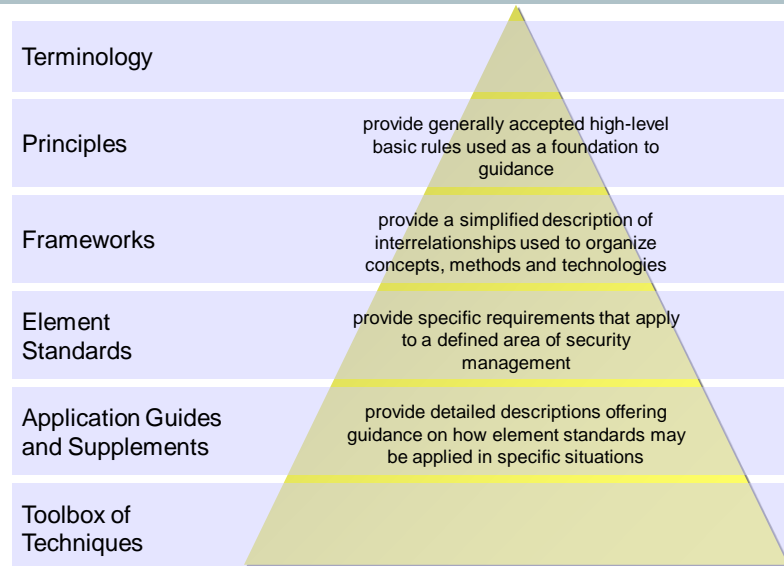 Terminology
Principles
provide generally accepted high-level
basic rules used as a foundation to
guidance
Frameworks
provide a simplified description of
interrelationships used to organize
concepts, methods and technologies
Element
Standards
provide specific requirements that apply
to a defined area of security
management
Application Guides
and Supplements
provide detailed descriptions offering
guidance on how element standards may
be applied in specific situations
Toolbox of
Techniques